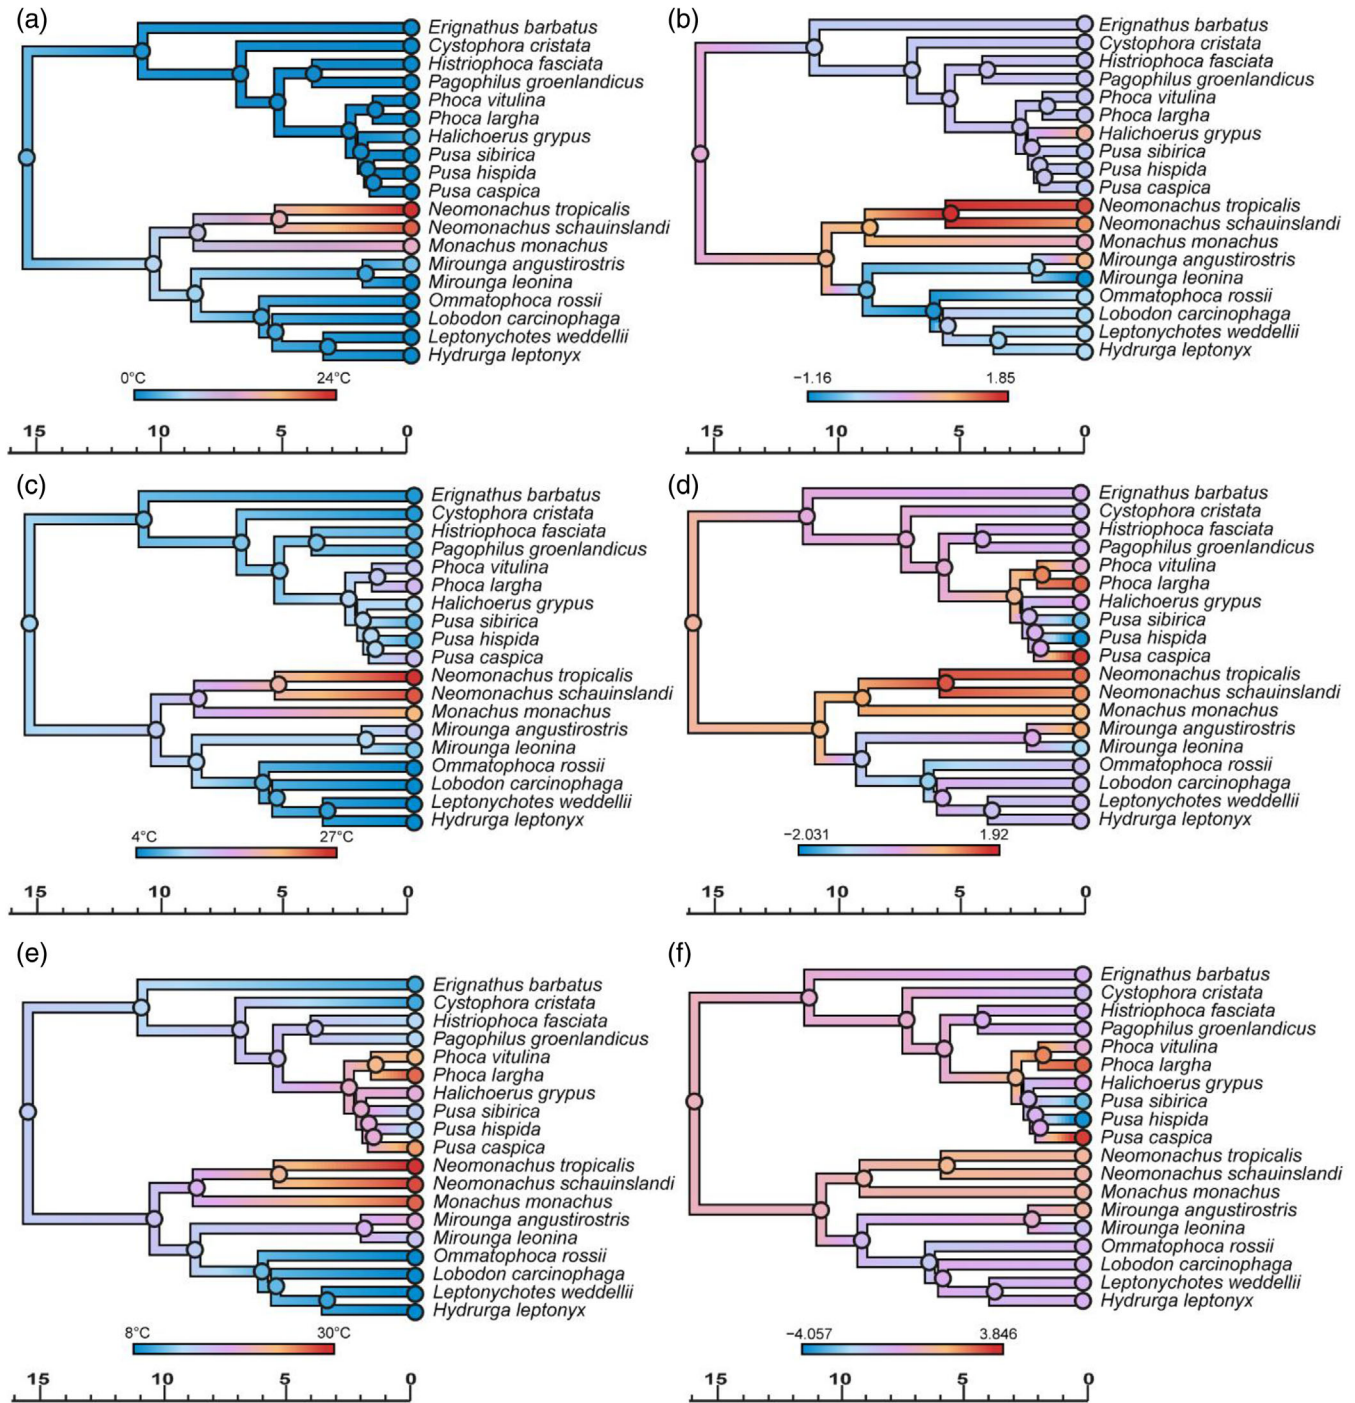 (a)
Erignathus barbatus
Cystophora cristata
Histriophoca fasciata
Pagophilus groenlandicus
Phoca vitulina
Phoca largha
Halichoerus grypus
Pusa sibirica
Pusa hispida
Pusa caspica
Neomonachus tropicalis
Neomonachus schauinslandi
Monachus monachus
Mirounga angustirostris
Mirounga leonina
Ommatophoca rossii
Lobodon carcinophaga
Leptonychotes weddellii
Hydrurga leptonyx
0°C 24°C
15 10 5 0
(b)
Erignathus barbatus
Cystophora cristata
Histriophoca fasciata
Pagophilus groenlandicus
Phoca vitulina
Phoca largha
Halichoerus grypus
Pusa sibirica
Pusa hispida
Pusa caspica
Neomonachus tropicalis
Neomonachus schauinslandi
Monachus monachus
Mirounga angustirostris
Mirounga leonina
Ommatophoca rossii
Lobodon carcinophaga
Leptonychotes weddellii
Hydrurga leptonyx
−1.16 1.85
15 10 5 0
(c)
Erignathus barbatus
Cystophora cristata
Histriophoca fasciata
Pagophilus groenlandicus
Phoca vitulina
Phoca largha
Halichoerus grypus
Pusa sibirica
Pusa hispida
Pusa caspica
Neomonachus tropicalis
Neomonachus schauinslandi
Monachus monachus
Mirounga angustirostris
Mirounga leonina
Ommatophoca rossii
Lobodon carcinophaga
Leptonychotes weddellii
Hydrurga leptonyx
4°C 27°C
15 10 5 0
(d)
Erignathus barbatus
Cystophora cristata
Histriophoca fasciata
Pagophilus groenlandicus
Phoca vitulina
Phoca largha
Halichoerus grypus
Pusa sibirica
Pusa hispida
Pusa caspica
Neomonachus tropicalis
Neomonachus schauinslandi
Monachus monachus
Mirounga angustirostris
Mirounga leonina
Ommatophoca rossii
Lobodon carcinophaga
Leptonychotes weddellii
Hydrurga leptonyx
−2.031 1.92
15 10 5 0
(e)
Erignathus barbatus
Cystophora cristata
Histriophoca fasciata
Pagophilus groenlandicus
Phoca vitulina
Phoca largha
Halichoerus grypus
Pusa sibirica
Pusa hispida
Pusa caspica
Neomonachus tropicalis
Neomonachus schauinslandi
Monachus monachus
Mirounga angustirostris
Mirounga leonina
Ommatophoca rossii
Lobodon carcinophaga
Leptonychotes weddellii
Hydrurga leptonyx
8°C 30°C
15 10 5 0
(f)
Erignathus barbatus
Cystophora cristata
Histriophoca fasciata
Pagophilus groenlandicus
Phoca vitulina
Phoca largha
Halichoerus grypus
Pusa sibirica
Pusa hispida
Pusa caspica
Neomonachus tropicalis
Neomonachus schauinslandi
Monachus monachus
Mirounga angustirostris
Mirounga leonina
Ommatophoca rossii
Lobodon carcinophaga
Leptonychotes weddellii
Hydrurga leptonyx
−4.057 3.846
15 10 5 0